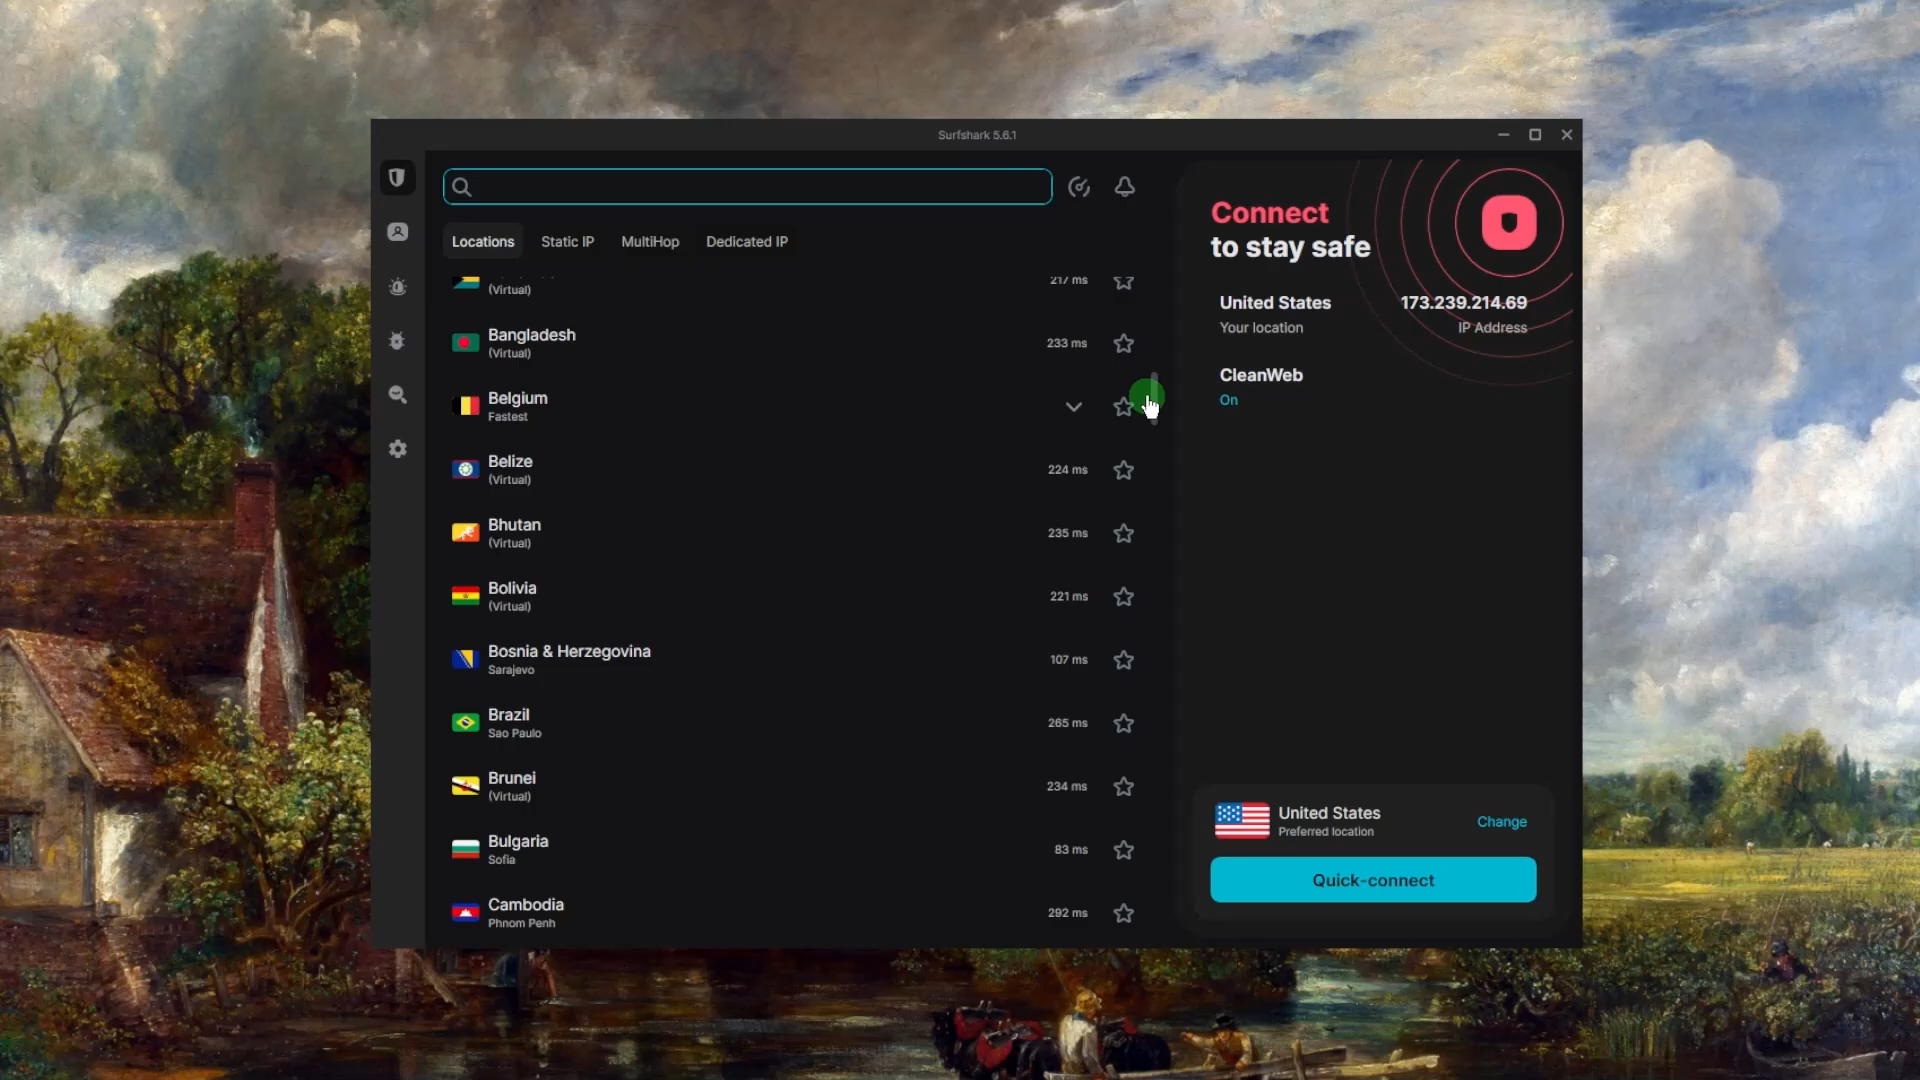 Surfshark 5.6.1
Locations
Static IP
MultiHop
Dedicated IP
(Virtual)
217 ms
Bangladesh
(Virtual)
233 ms
Belgium
Fastest
Belize
(Virtual)
224 ms
Bhutan
(Virtual)
235 ms
Bolivia
(Virtual)
221 ms
Bosnia & Herzegovina
Sarajevo
107 ms
Brazil
Sao Paulo
265 ms
Brunei
(Virtual)
234 ms
Bulgaria
Sofia
83 ms
Cambodia
Phnom Penh
292 ms
Connect
to stay safe
United States
173.239.214.69
Your location
IP Address
CleanWeb
On
United States
Preferred location
Change
Quick-connect